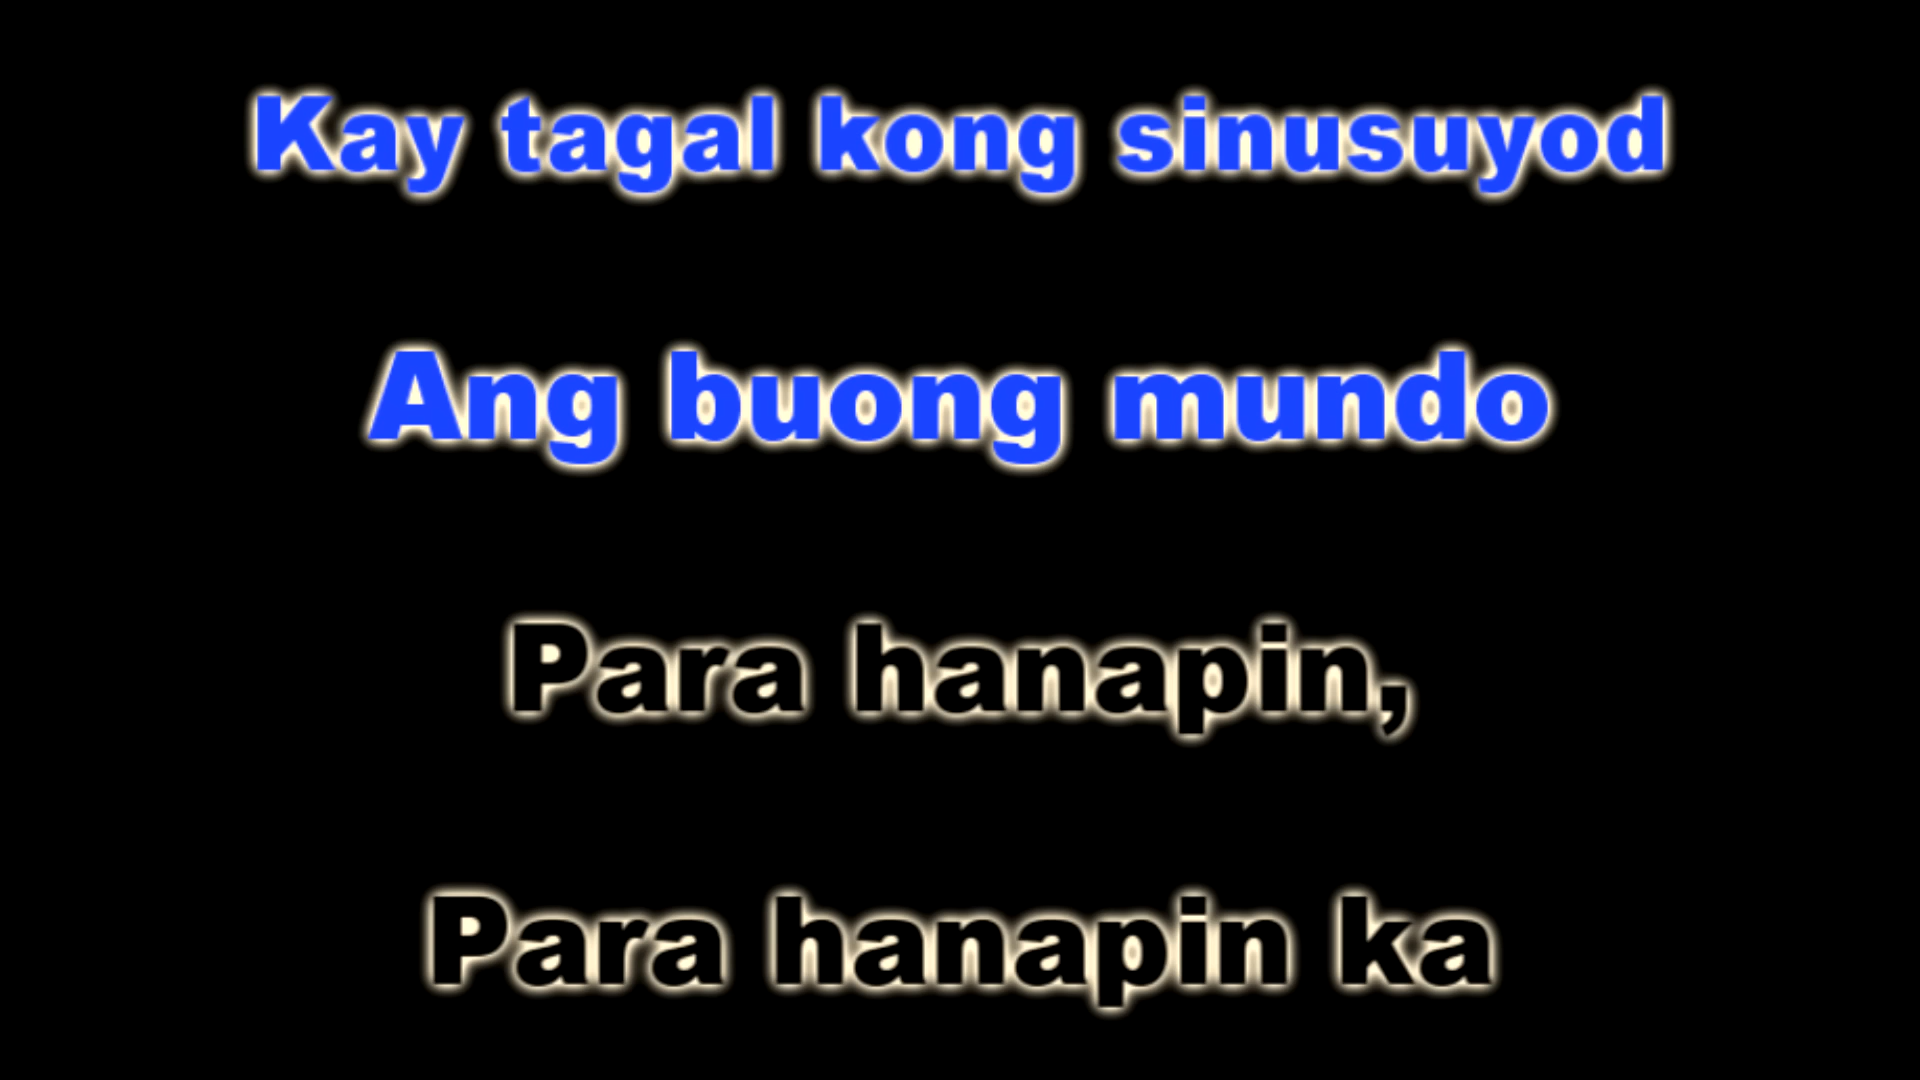 Kay tagal kong sinusuyod
Ang buong mundo
Para hanapin,
Para hanapin ka